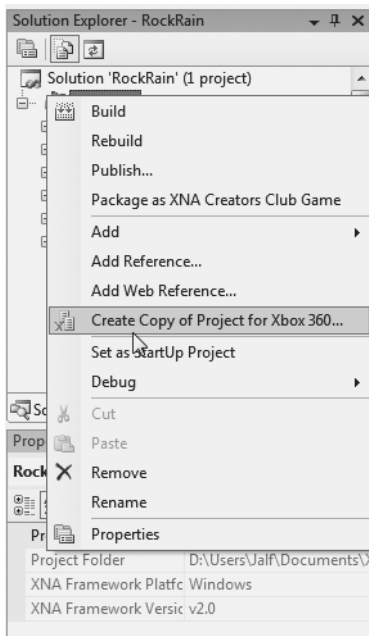 Solution Explorer - RockRain
Solution 'RockRain' (1 project)
Build
Rebuild
Publish...
Package as XNA Creators Club Game
Add
Add Reference...
Add Web Reference...
Create Copy of Project for Xbox 360...
Set as StartUp Project
Debug
Cut
Paste
Remove
Rename
Properties
Project Folder D:\Users\Jalf\Documents\
XNA Framework Platfc Windows
XNA Framework Versic v2.0